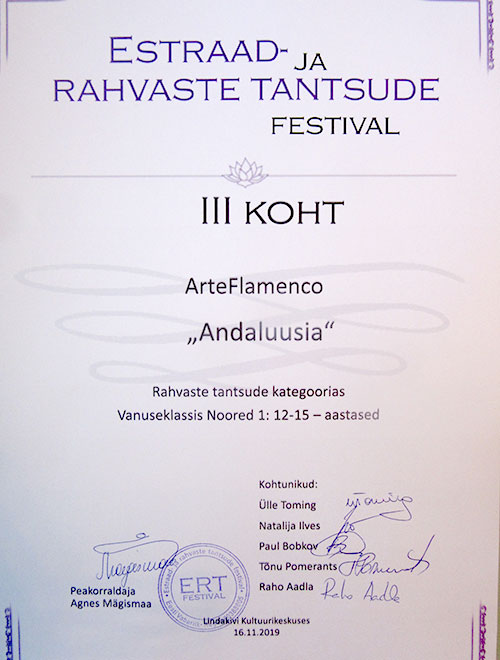 ESTRAAD- JA
RAHVASTE TANTSUDE
FESTIVAL
III KOHT
ArteFlamenco
„Andaluusia“
Rahvaste tantsude kategoorias
Vanuseklassis Noored 1: 12-15 – aastased
Kohtunikud:
Ülle Toming
Natalija Ilves
Paul Bobkov
Tõnu Pomerants
Raho Aadla
Raho Aadla
Peakorraldaja
Agnes Mägismaa
ERT
FESTIVAL
Lindakivi Kultuurikeskuses
16.11.2019